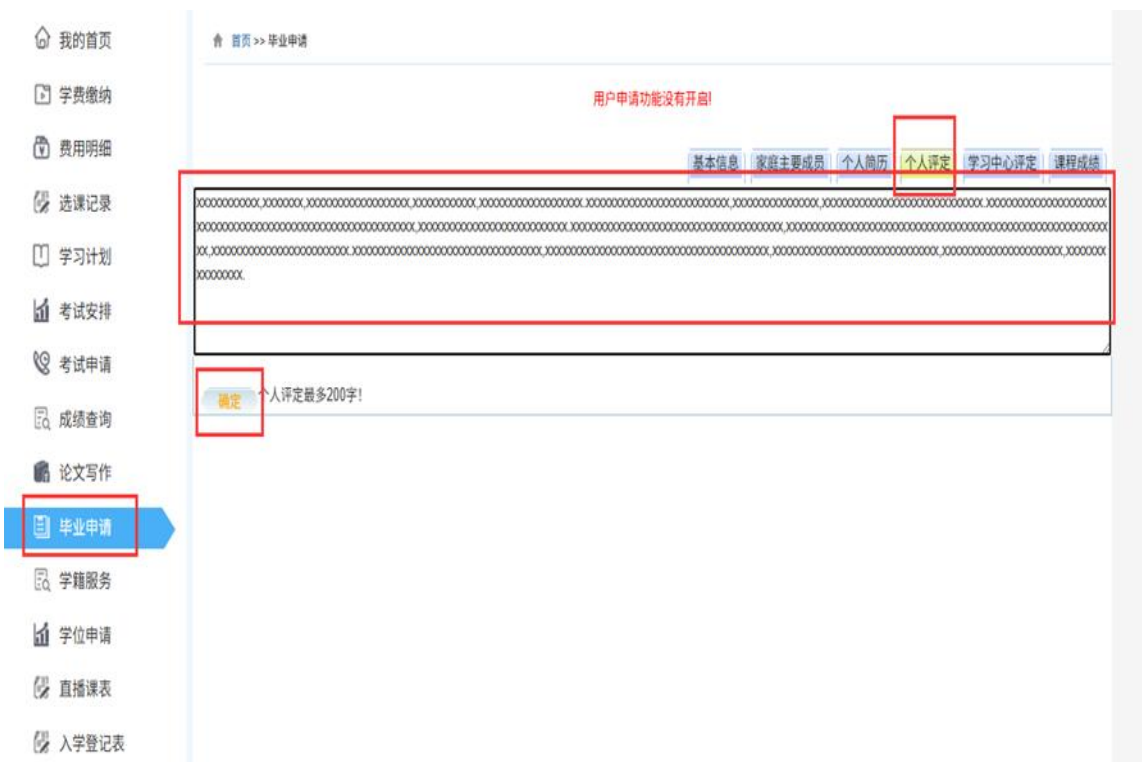 我的首页
学费缴纳
费用明细
选课记录
学习计划
考试安排
考试申请
成绩查询
论文写作
毕业申请
学籍服务
学位申请
直播课表
入学登记表
首页 >> 毕业申请
用户申请功能没有开启!
基本信息 家庭主要成员 个人简历 个人评定 学习中心评定 课程成绩
确定 个人评定最多200字!